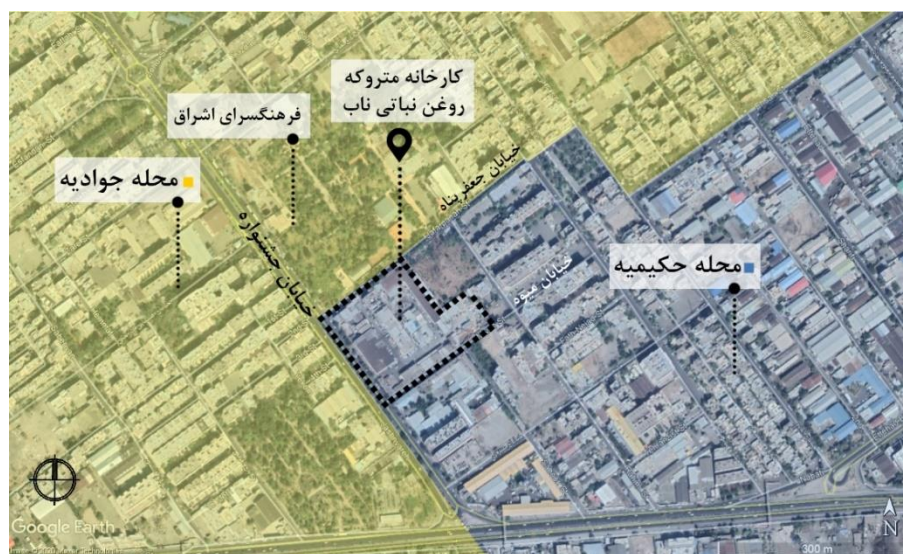 کارخانه متروکه
روغن نباتی ناب
فرهنگسرای اشراق
محله جوادیه
خیابان جعفرپناه
خیابان جشنواره
خیابان میوه
محله حکیمیه
Google Earth
300 m
N